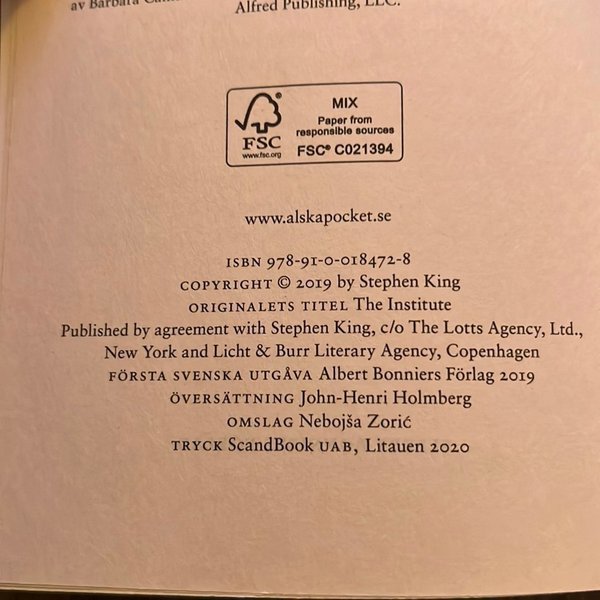 av Barbara
Alfred Publishing, LLC.
FSC®
www.fsc.org
MIX
Paper from
responsible sources
FSC® C021394
www.alskapocket.se
ISBN 978-91-0-018472-8
COPYRIGHT © 2019 by Stephen King
ORIGINALETS TITEL The Institute
Published by agreement with Stephen King, c/o The Lotts Agency, Ltd.,
New York and Licht & Burr Literary Agency, Copenhagen
FÖRSTA SVENSKA UTGÅVA Albert Bonniers Förlag 2019
ÖVERSÄTTNING John-Henri Holmberg
OMSLAG Nebojša Zorić
TRYCK ScandBook UAB, Litauen 2020